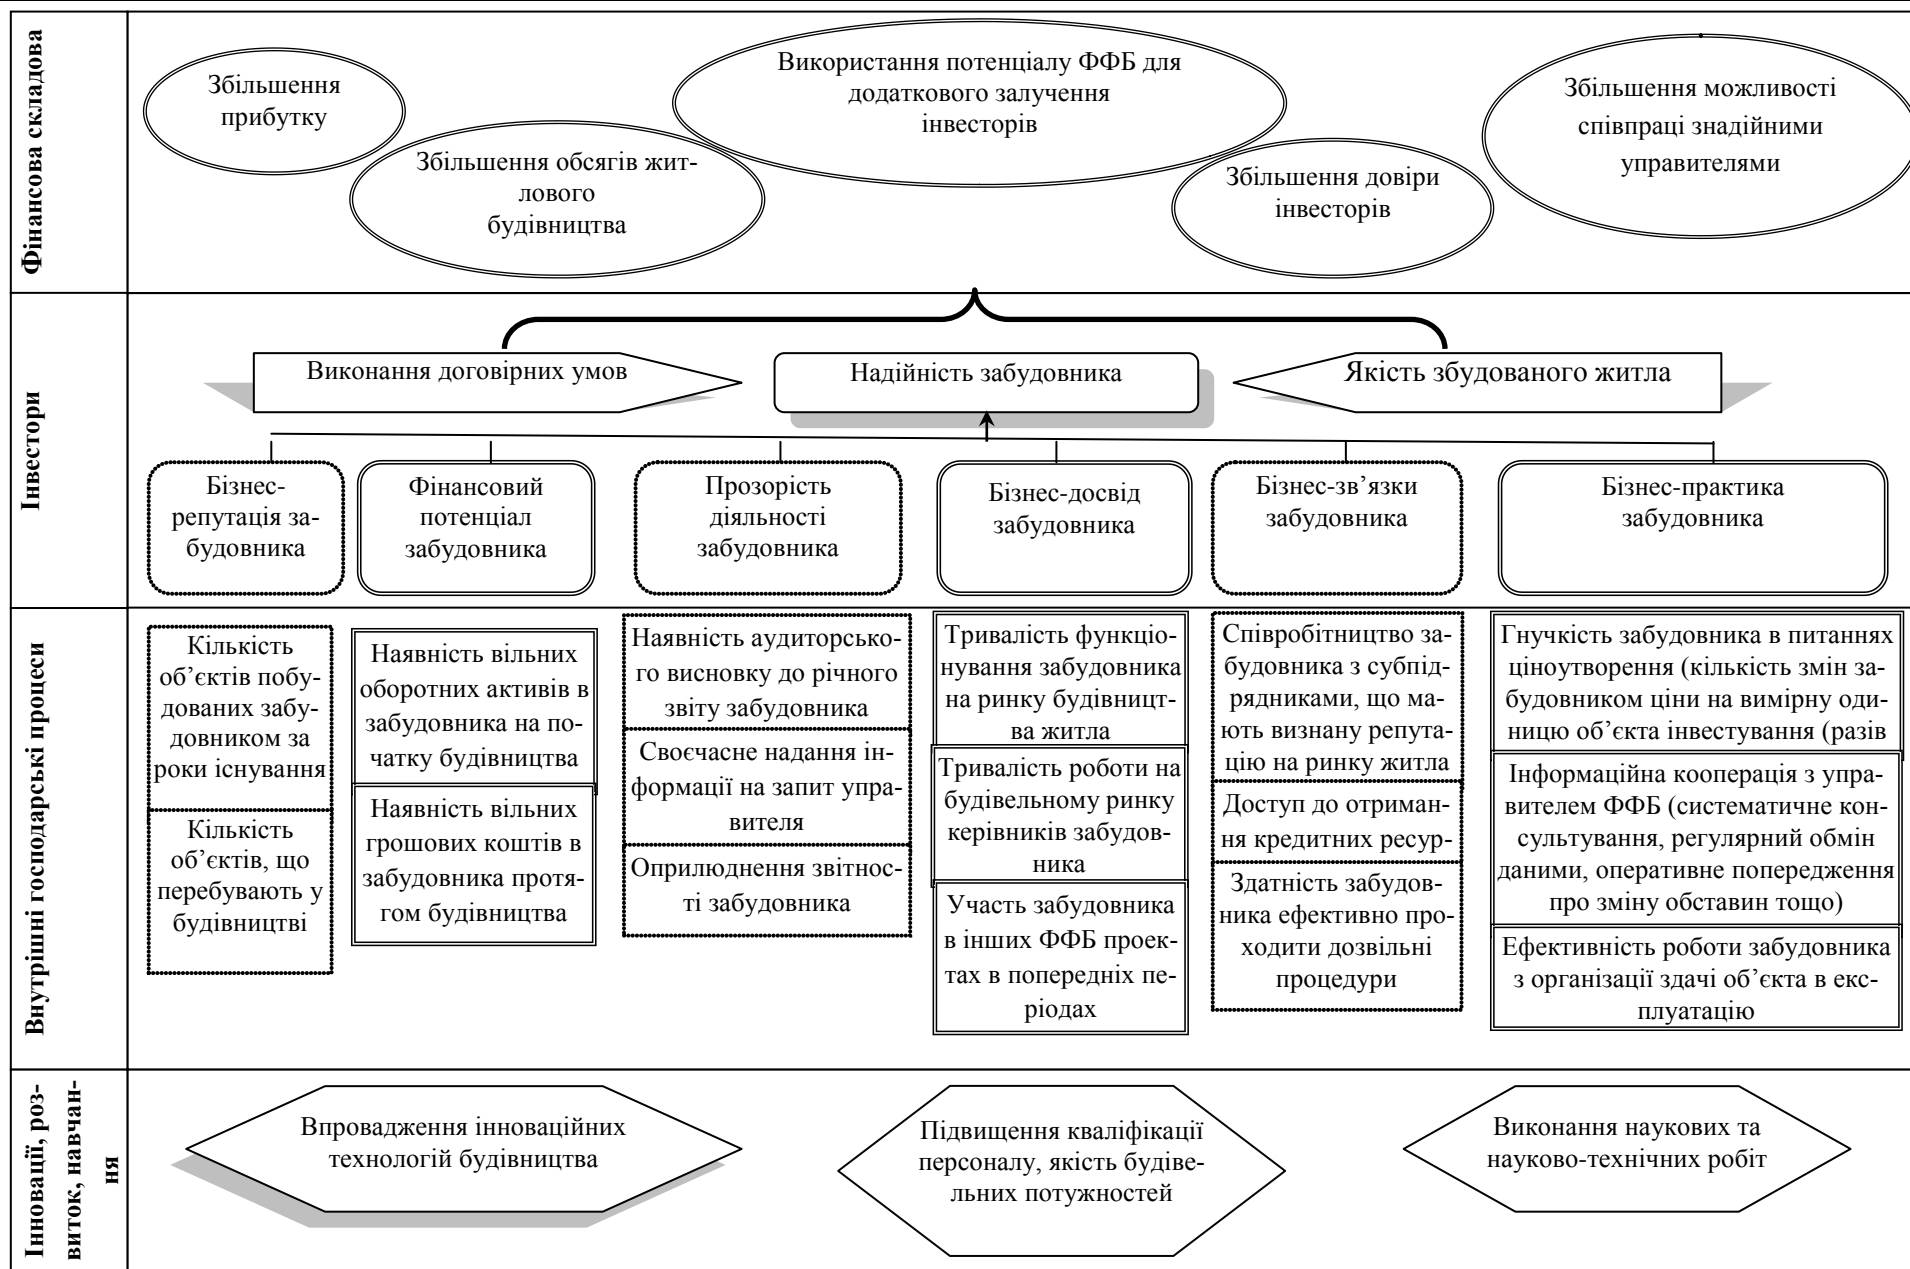 Фінансова складова
Збільшення
прибутку
Збільшення обсягів жит-
лового
будівництва
Використання потенціалу ФФБ для
додаткового залучення
інвесторів
Збільшення довіри
інвесторів
Збільшення можливості
співпраці знадійними
управителями
Інвестори
Виконання договірних умов
Надійність забудовника
Якість збудованого житла
Бізнес-
репутація за-
будовника
Фінансовий
потенціал
забудовника
Прозорість
діяльності
забудовника
Бізнес-досвід
забудовника
Бізнес-зв’язки
забудовника
Бізнес-практика
забудовника
Внутрішні господарські процеси
Кількість
об’єктів побу-
дованих забу-
довником за
роки існування
Кількість
об’єктів, що
перебувають у
будівництві
Наявність вільних
оборотних активів в
забудовника на по-
чатку будівництва
Наявність вільних
грошових коштів в
забудовника протя-
гом будівництва
Наявність аудиторсько-
го висновку до річного
звіту забудовника
Своєчасне надання ін-
формації на запит упра-
вителя
Оприлюднення звітнос-
ті забудовника
Тривалість функціо-
нування забудовника
на ринку будівницт-
ва житла
Тривалість роботи на
будівельному ринку
керівників забудов-
ника
Участь забудовника
в інших ФФБ проек-
тах в попередніх пе-
ріодах
Співробітництво за-
будовника з субпід-
рядниками, що ма-
ють визнану репута-
цію на ринку житла
Доступ до отриман-
ня кредитних ресур-
Здатність забудов-
ника ефективно про-
ходити дозвільні
процедури
Гнучкість забудовника в питаннях
ціноутворення (кількість змін за-
будовником ціни на вимірну оди-
ницю об’єкта інвестування (разів
Інформаційна кооперація з упра-
вителем ФФБ (систематичне кон-
сультування, регулярний обмін
даними, оперативне попередження
про зміну обставин тощо)
Ефективність роботи забудовника
з організації здачі об’єкта в екс-
плуатацію
Інновації, роз-
виток, навчан-
ня
Впровадження інноваційних
технологій будівництва
Підвищення кваліфікації
персоналу, якість будіве-
льних потужностей
Виконання наукових та
науково-технічних робіт